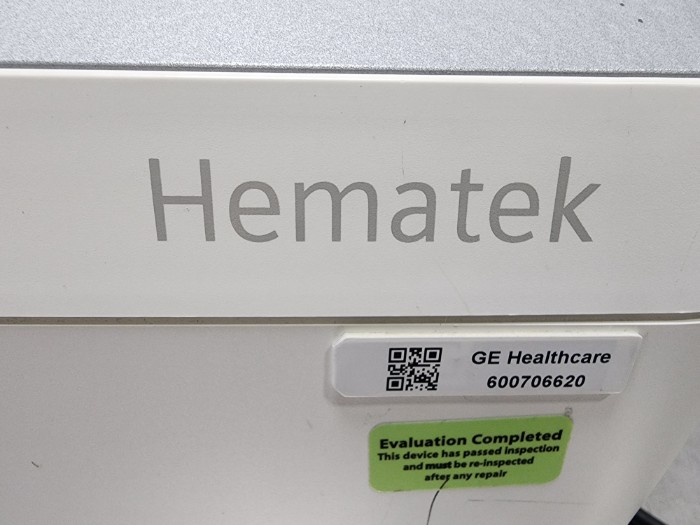 Hematek
GE Healthcare
600706620
Evaluation Completed
This device has passed inspection
and must be re-inspected
after any repair